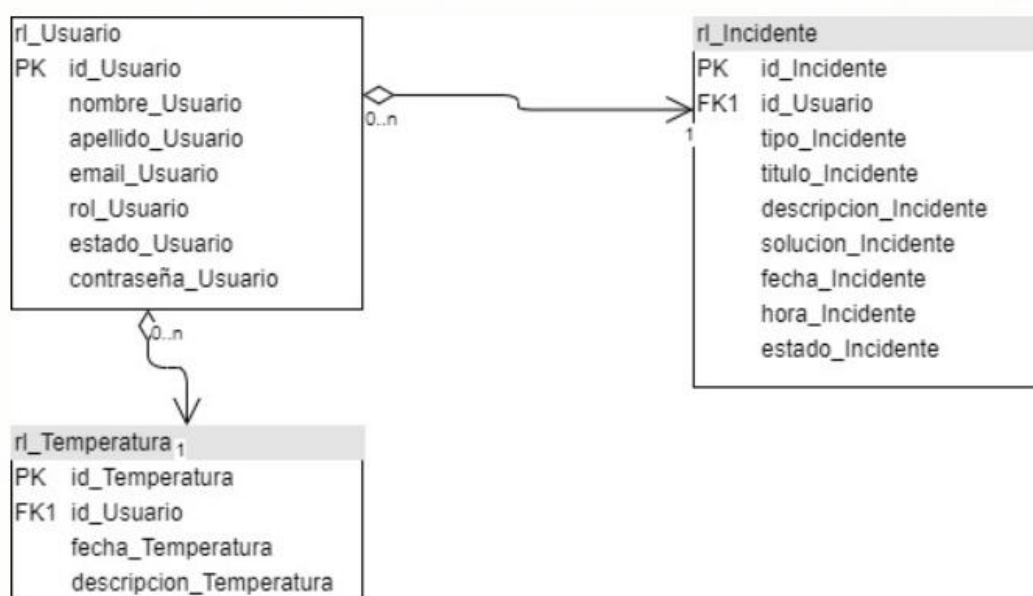 rl_Usuario
PK id_Usuario
nombre_Usuario
apellido_Usuario
email_Usuario
rol_Usuario
estado_Usuario
contraseña_Usuario
0..n
1
rl_Incidente
PK id_Incidente
FK1 id_Usuario
tipo_Incidente
titulo_Incidente
descripcion_Incidente
solucion_Incidente
fecha_Incidente
hora_Incidente
estado_Incidente
0..n
rl_Temperatura 1
PK id_Temperatura
FK1 id_Usuario
fecha_Temperatura
descripcion_Temperatura